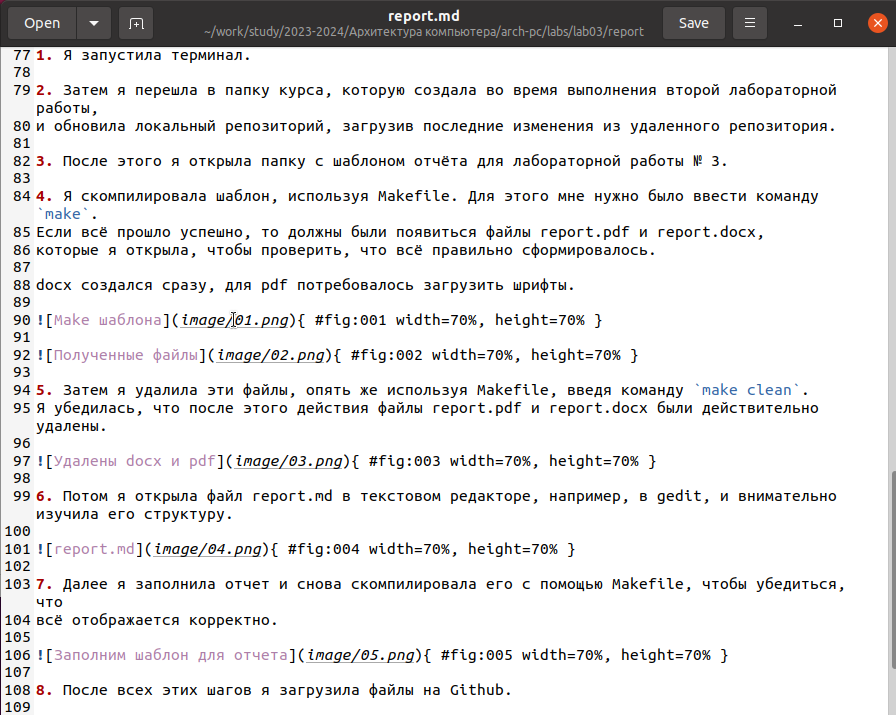 Open
report.md
~/work/study/2023-2024/Архитектура компьютера/arch-pc/labs/lab03/report
Save
77 1. Я запустила терминал.
78
79 2. Затем я перешла в папку курса, которую создала во время выполнения второй лабораторной
работы,
80 и обновила локальный репозиторий, загрузив последние изменения из удаленного репозитория.
81
82 3. После этого я открыла папку с шаблоном отчёта для лабораторной работы № 3.
83
84 4. Я скомпилировала шаблон, используя Makefile. Для этого мне нужно было ввести команду
`make`.
85 Если всё прошло успешно, то должны были появиться файлы report.pdf и report.docx,
86 которые я открыла, чтобы проверить, что всё правильно сформировалось.
87
88 docx создался сразу, для pdf потребовалось загрузить шрифты.
89
90 ![Make шаблона](image/01.png){ #fig:001 width=70%, height=70% }
91
92 ![Полученные файлы](image/02.png){ #fig:002 width=70%, height=70% }
93
94 5. Затем я удалила эти файлы, опять же используя Makefile, введя команду `make clean`.
95 Я убедилась, что после этого действия файлы report.pdf и report.docx были действительно
удалены.
96
97 ![Удалены docx и pdf](image/03.png){ #fig:003 width=70%, height=70% }
98
99 6. Потом я открыла файл report.md в текстовом редакторе, например, в gedit, и внимательно
изучила его структуру.
100
101 ![report.md](image/04.png){ #fig:004 width=70%, height=70% }
102
103 7. Далее я заполнила отчет и снова скомпилировала его с помощью Makefile, чтобы убедиться,
что
104 всё отображается корректно.
105
106 ![Заполним шаблон для отчета](image/05.png){ #fig:005 width=70%, height=70% }
107
108 8. После всех этих шагов я загрузила файлы на Github.
109